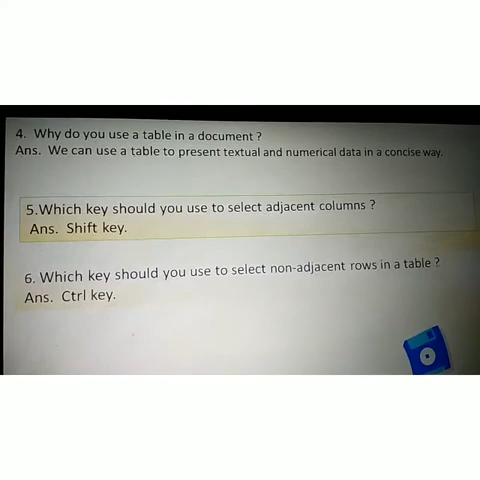 4. Why do you use a table in a document ?
Ans. We can use a table to present textual and numerical data in a concise way.
5.Which key should you use to select adjacent columns ?
Ans. Shift key.
6. Which key should you use to select non-adjacent rows in a table ?
Ans. Ctrl key.